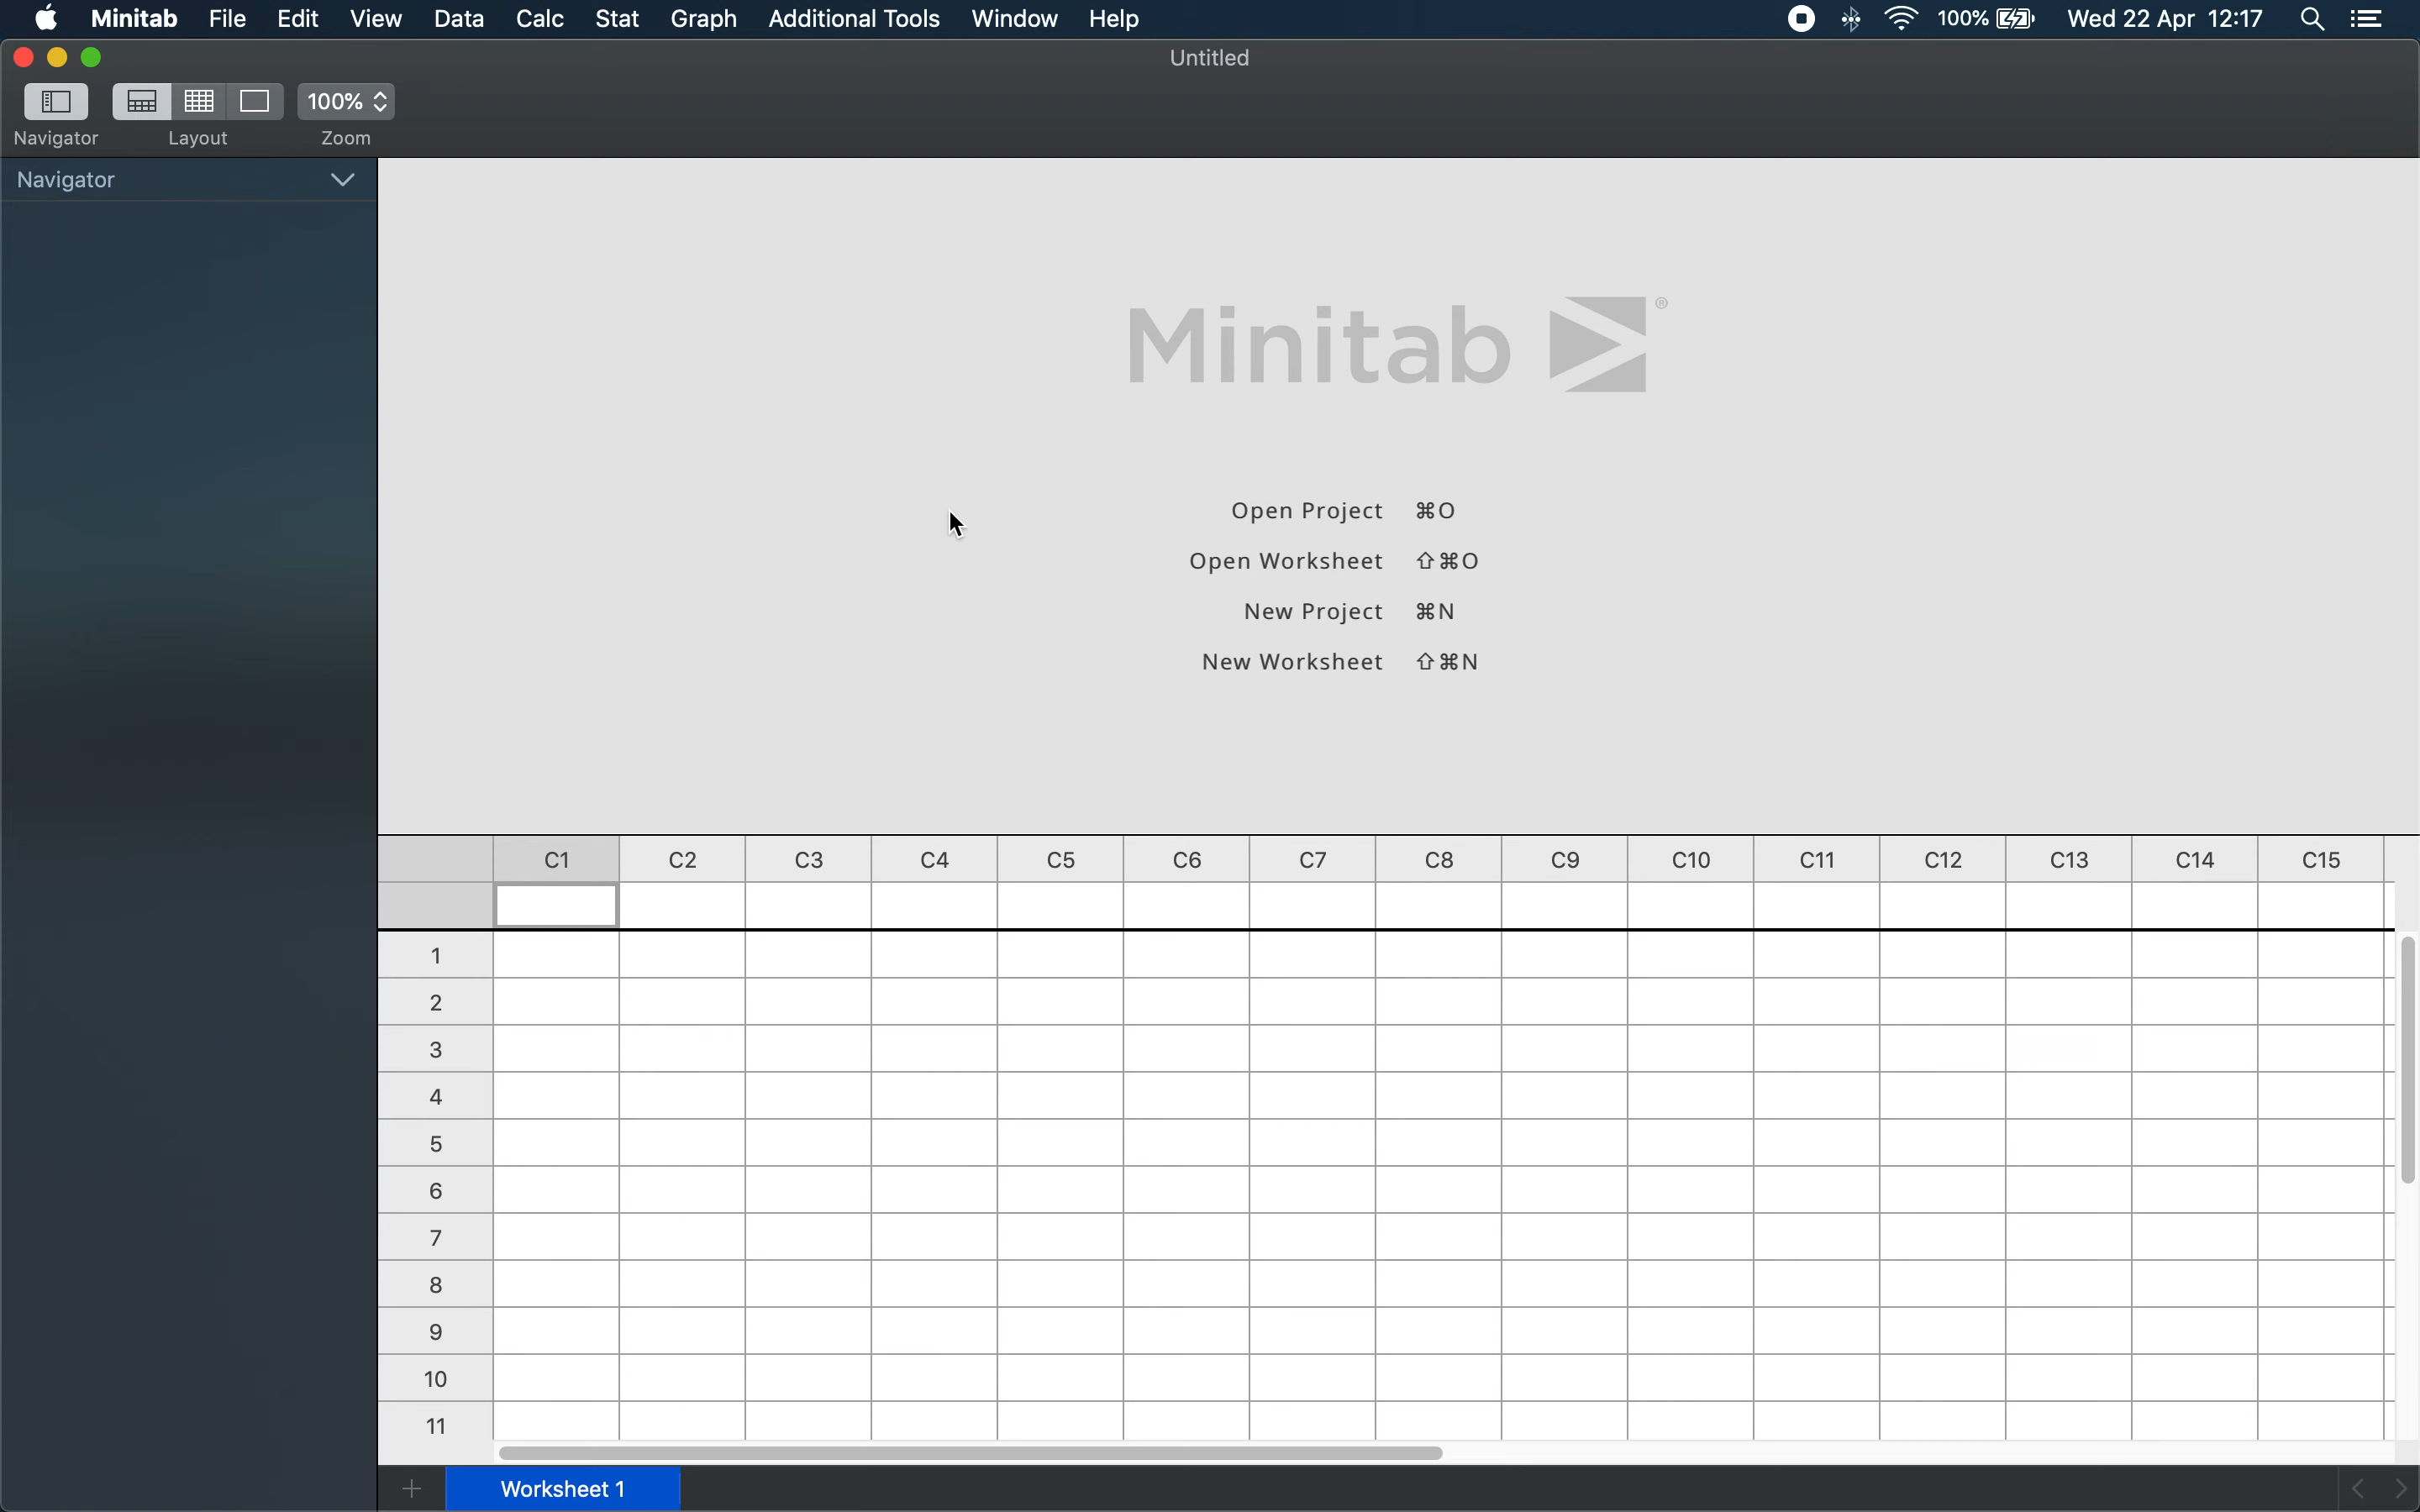 Minitab File Edit View Data Calc Stat Graph Additional Tools Window Help 100% Wed 22 Apr 12:17
Untitled
100%
Navigator Layout Zoom
Navigator
Minitab ®
Open Project ⌘O
Open Worksheet ⇧⌘O
New Project ⌘N
New Worksheet ⇧⌘N
C1 C2 C3 C4 C5 C6 C7 C8 C9 C10 C11 C12 C13 C14 C15
1
2
3
4
5
6
7
8
9
10
11
+ Worksheet 1